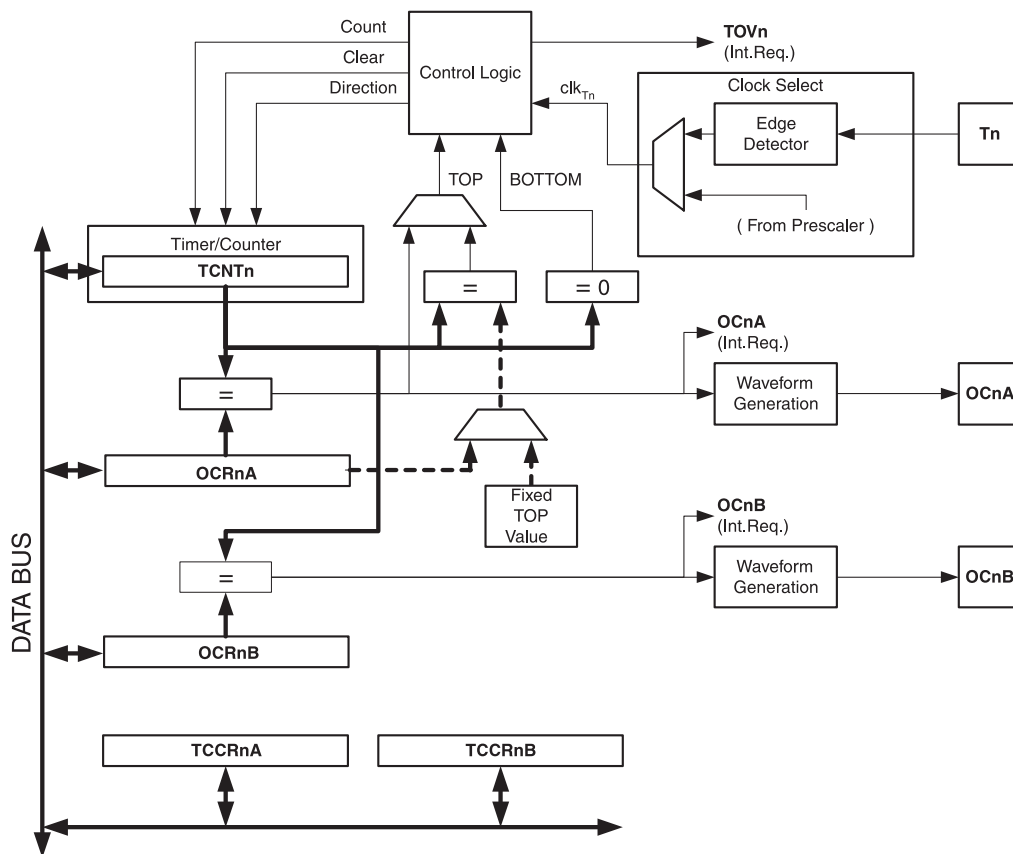 Count
Clear
Direction
Control Logic
TOVn
(Int.Req.)
clkTn
Clock Select
Edge
Detector
Tn
( From Prescaler )
TOP
BOTTOM
Timer/Counter
TCNTn
=
= 0
OCnA
(Int.Req.)
=
Waveform
Generation
OCnA
OCRnA
Fixed
TOP
Value
OCnB
(Int.Req.)
=
Waveform
Generation
OCnB
OCRnB
DATA BUS
TCCRnA
TCCRnB